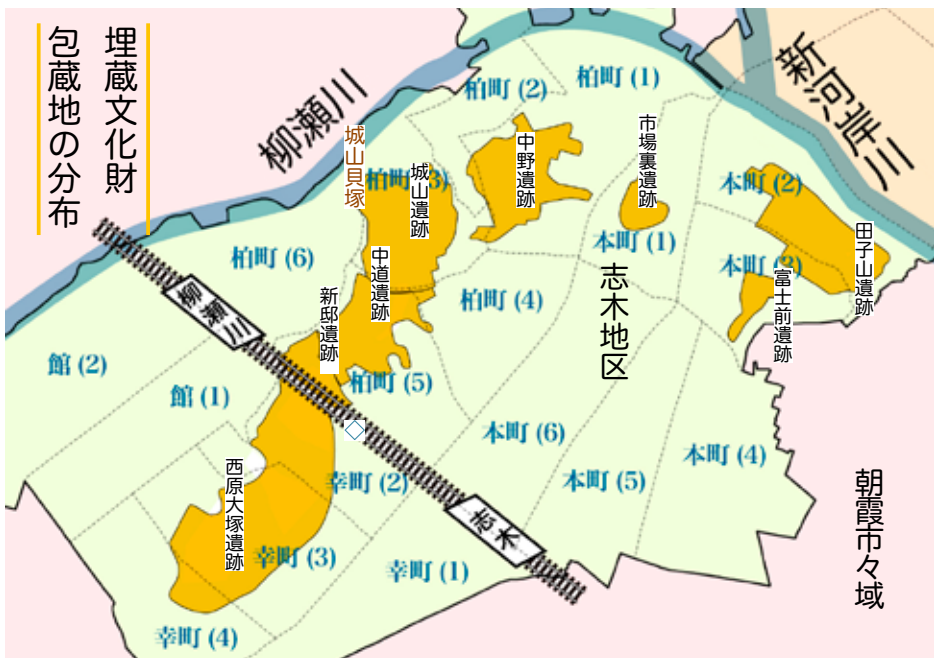 埋蔵文化財
包蔵地の分布
柳瀬川
新河岸川
柏町 (2)
柏町 (1)
城山貝塚
柏町 (3)
城山遺跡
中野遺跡
市場裏遺跡
本町 (2)
本町 (1)
本町 (3)
田子山遺跡
富士前遺跡
柏町 (6)
中道遺跡
新邸遺跡
柏町 (4)
志木地区
柳瀬川
館 (2)
館 (1)
柏町 (5)
本町 (6)
本町 (5)
本町 (4)
西原大塚遺跡
幸町 (2)
志木
幸町 (3)
幸町 (1)
幸町 (4)
朝霞市々域